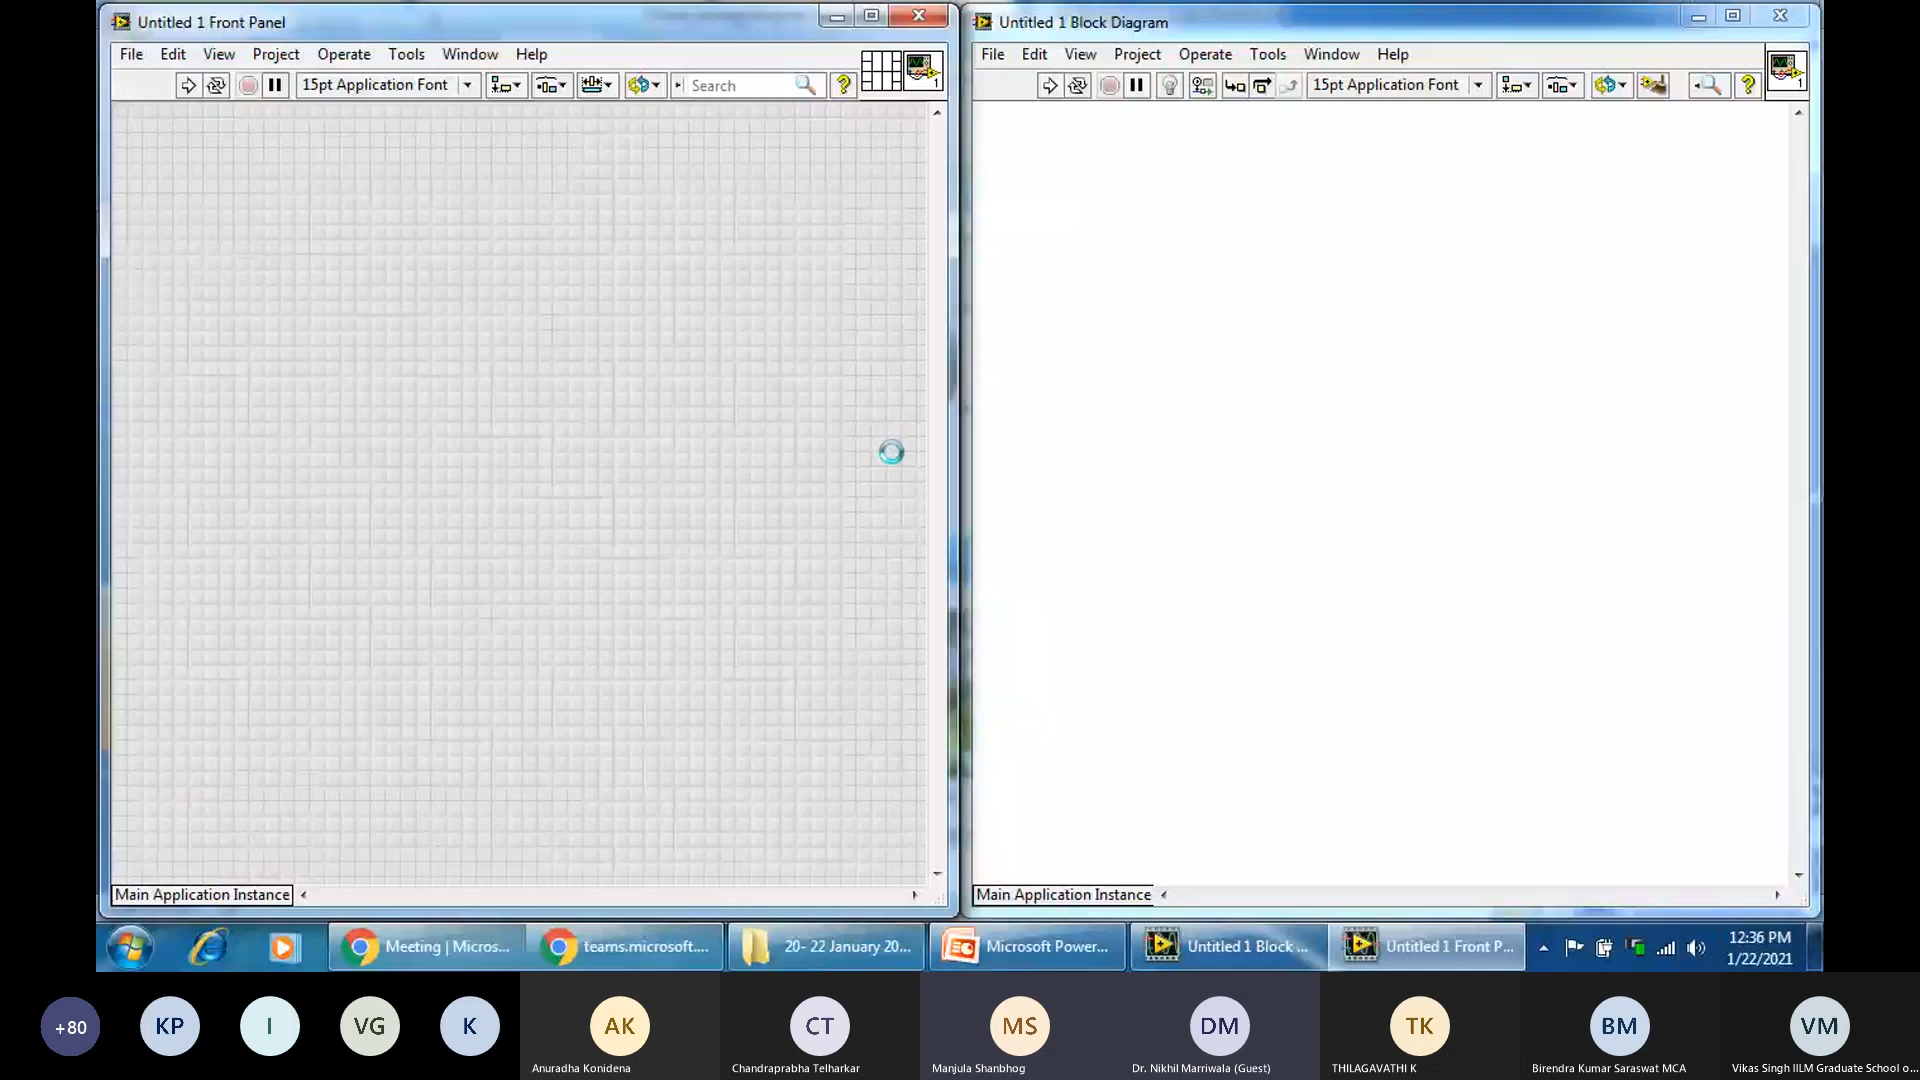 Untitled 1 Front Panel
File Edit View Project Operate Tools Window Help
15pt Application Font Search ?
1
Main Application Instance
Untitled 1 Block Diagram
File Edit View Project Operate Tools Window Help
15pt Application Font ?
1
Main Application Instance
Meeting | Micros...
teams.microsoft....
20- 22 January 20...
Microsoft Power...
Untitled 1 Block ...
Untitled 1 Front P...
12:36 PM
1/22/2021
+80 KP I VG K AK CT MS DM TK BM VM
Anuradha Konidena
Chandraprabha Telharkar
Manjula Shanbhog
Dr. Nikhil Marriwala (Guest)
THILAGAVATHI K
Birendra Kumar Saraswat MCA
Vikas Singh IILM Graduate School o...